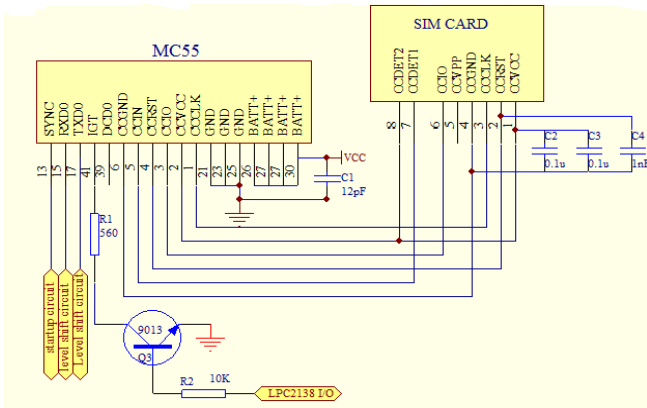 SIM CARD
MC55
CCDET2
CCDET1
CCIO
CCVPP
CCGND
CCCLK
CCRST
CCVCC
8
7
6
5
4
3
2
1
SYNC
RXD0
TXD0
IGT
DCD0
CCGND
CCIN
CCRST
CCIO
CCVCC
CCCLK
GND
GND
GND
BATT+
BATT+
BATT+
BATT+
13
15
17
41
39
6
5
4
3
2
1
21
23
25
26
27
27
30
VCC
C1
12pF
C2
0.1u
C3
0.1u
C4
1nF
R1
560
startup circuit
level shift circuit
Level shift circuit
9013
Q3
R2
10K
LPC2138 I/O